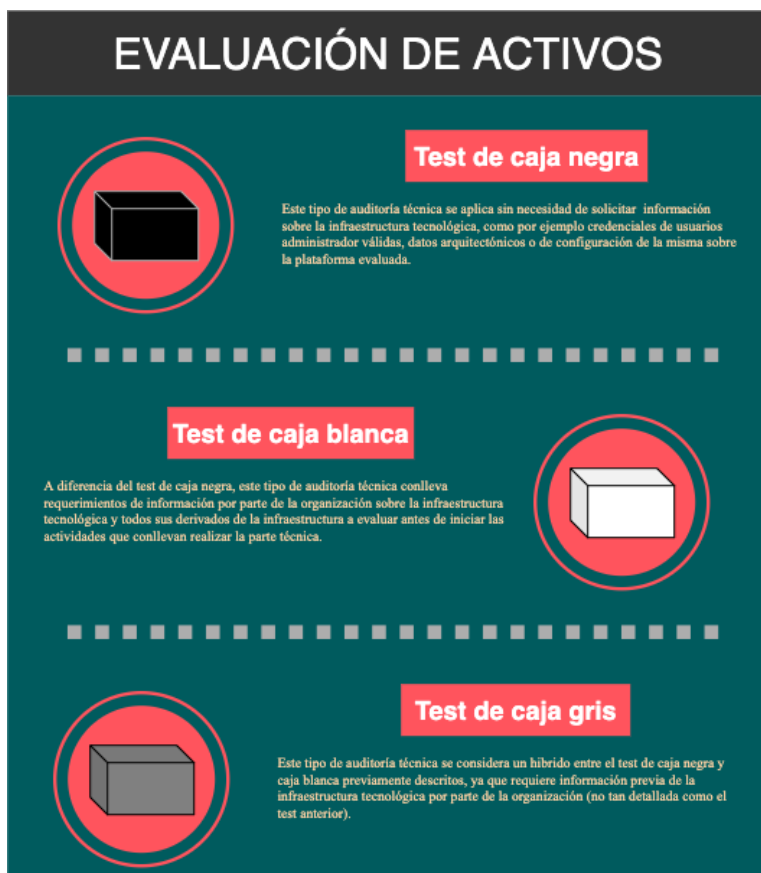 EVALUACIÓN DE ACTIVOS
Test de caja negra
Este tipo de auditoría técnica se aplica sin necesidad de solicitar información
sobre la infraestructura tecnológica, como por ejemplo credenciales de usuarios
administrador válidas, datos arquitectónicos o de configuración de la misma sobre
la plataforma evaluada.
Test de caja blanca
A diferencia del test de caja negra, este tipo de auditoría técnica conlleva
requerimientos de información por parte de la organización sobre la infraestructura
tecnológica y todos sus derivados de la infraestructura a evaluar antes de iniciar las
actividades que conllevan realizar la parte técnica.
Test de caja gris
Este tipo de auditoría técnica se considera un híbrido entre el test de caja negra y
caja blanca previamente descritos, ya que requiere información previa de la
infraestructura tecnológica por parte de la organización (no tan detallada como el
test anterior).